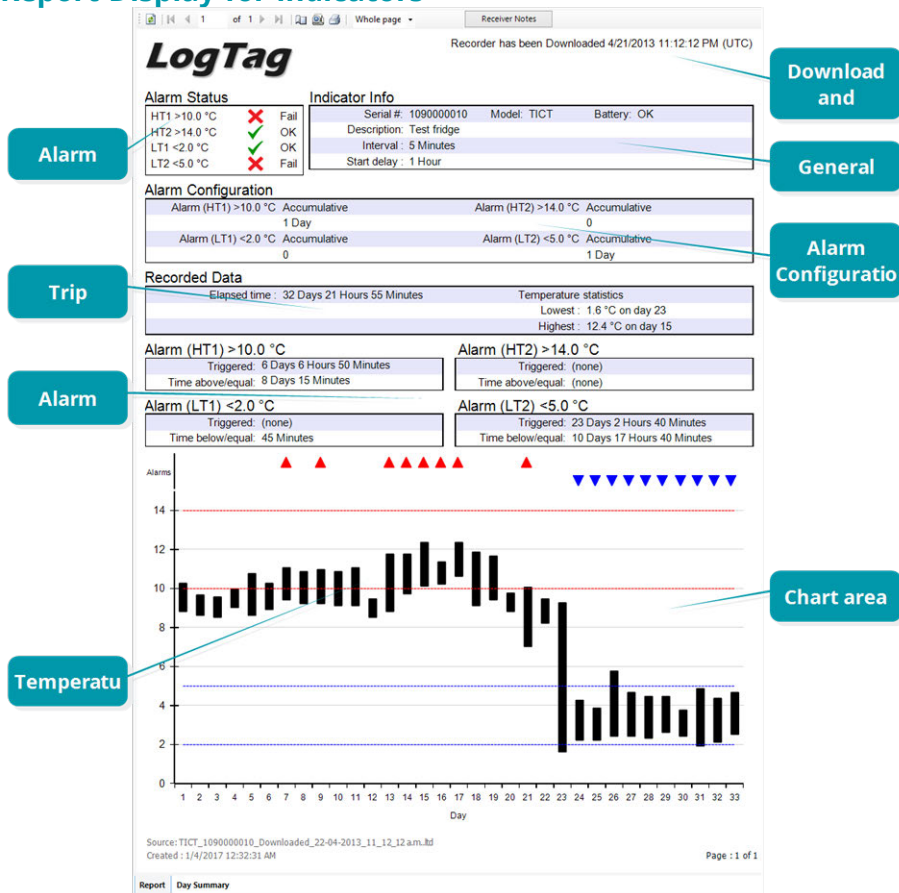 nsport Display for Indicators
1 of 1 Whole page Receiver Notes
Recorder has been Downloaded 4/21/2013 11:12:12 PM (UTC)
LogTag
Download
and
Alarm Status
HT1 >10.0 °C Fail
HT2 >14.0 °C OK
LT1 <2.0 °C OK
LT2 <5.0 °C Fail
Indicator Info
Serial #: 1090000010 Model: TICT Battery: OK
Description: Test fridge
Interval : 5 Minutes
Start delay : 1 Hour
Alarm
General
Alarm Configuration
Alarm (HT1) >10.0 °C Accumulative Alarm (HT2) >14.0 °C Accumulative
1 Day 0
Alarm (LT1) <2.0 °C Accumulative Alarm (LT2) <5.0 °C Accumulative
0 1 Day
Alarm
Configuratio
Recorded Data
Elapsed time : 32 Days 21 Hours 55 Minutes Temperature statistics
Lowest : 1.6 °C on day 23
Highest : 12.4 °C on day 15
Trip
Alarm (HT1) >10.0 °C
Triggered: 6 Days 6 Hours 50 Minutes
Time above/equal: 8 Days 15 Minutes
Alarm (HT2) >14.0 °C
Triggered: (none)
Time above/equal: (none)
Alarm
Alarm (LT1) <2.0 °C
Triggered: (none)
Time below/equal: 45 Minutes
Alarm (LT2) <5.0 °C
Triggered: 23 Days 2 Hours 40 Minutes
Time below/equal: 10 Days 17 Hours 40 Minutes
Alarms
14
12
10
8
6
4
2
0
Chart area
Temperatu
1 2 3 4 5 6 7 8 9 10 11 12 13 14 15 16 17 18 19 20 21 22 23 24 25 26 27 28 29 30 31 32 33
Day
Source: TICT_1090000010_Downloaded_22-04-2013_11_12_12 a.m..ltd
Created : 1/4/2017 12:32:31 AM
Page : 1 of 1
Report Day Summary